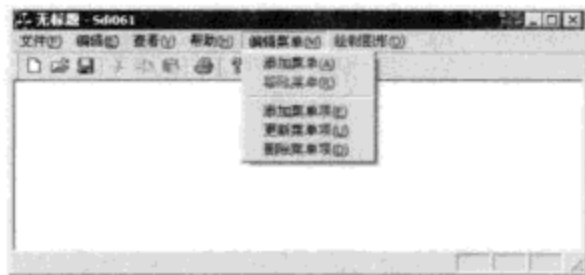 无标题 - Sdi061
文件(F) 编辑(E) 查看(V) 帮助(H) 编辑菜单(M) 绘制图形(D)
添加菜单(A)
删除菜单(R)
添加菜单项(E)
更新菜单项(U)
删除菜单项(D)